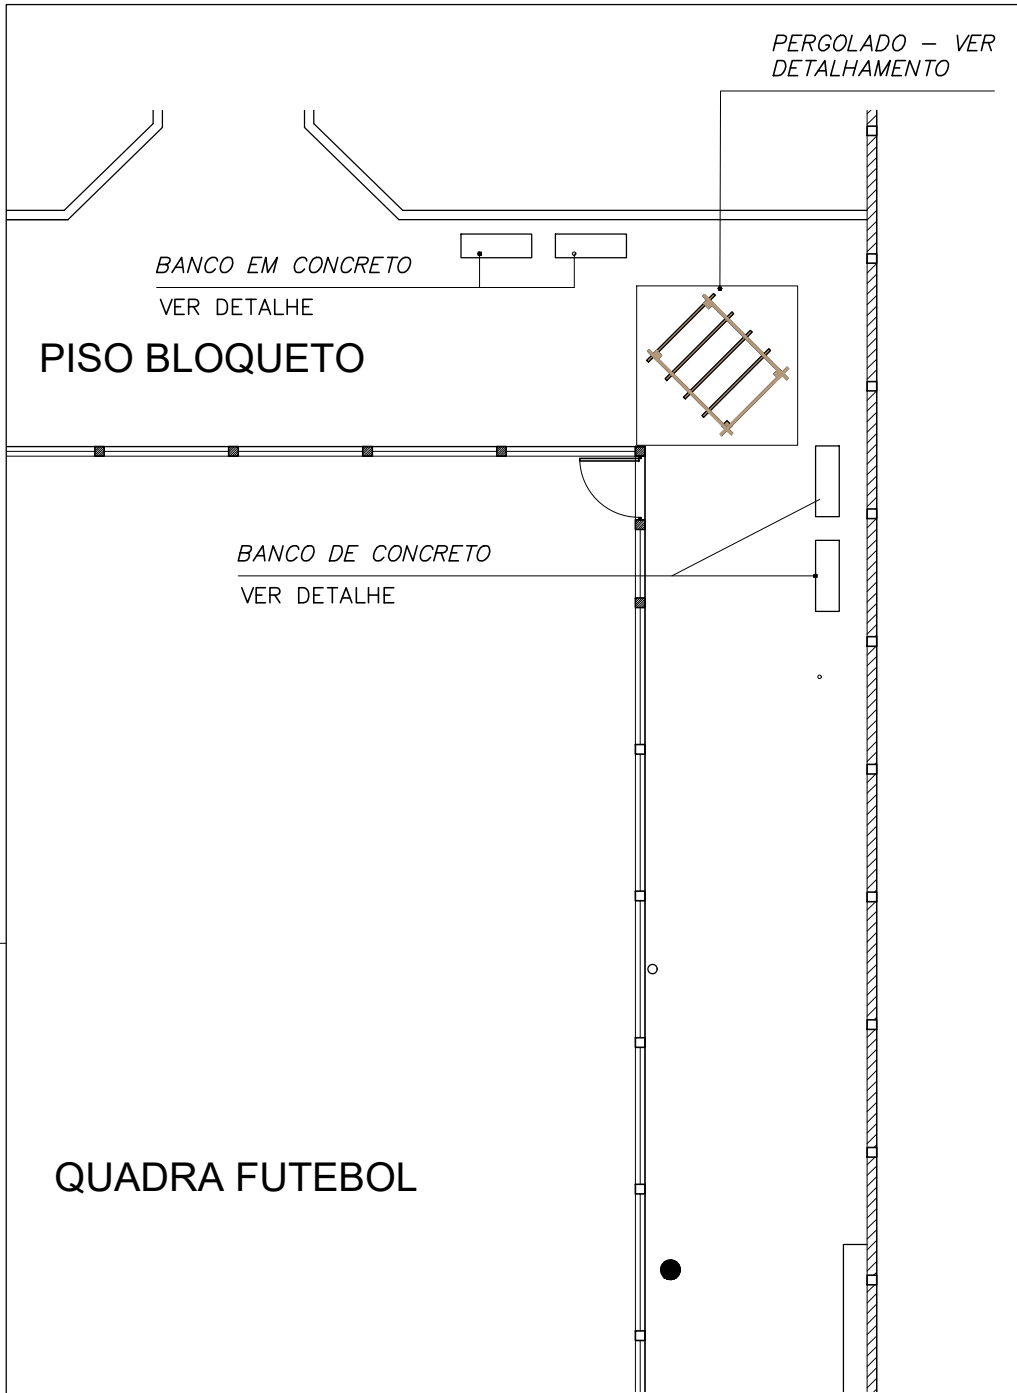 PERGOLADO - VER
DETALHAMENTO
BANCO EM CONCRETO
VER DETALHE
PISO BLOQUETO
BANCO DE CONCRETO
VER DETALHE
QUADRA FUTEBOL